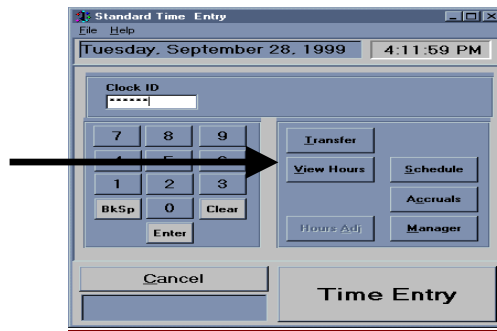 Standard Time Entry
File Help
Tuesday, September 28, 1999 4:11:59 PM
Clock ID
******
7 8 9
1 2 3
BkSp 0 Clear
Enter
Transfer
View Hours Schedule
Accruals
Hours Adj Manager
Cancel
Time Entry